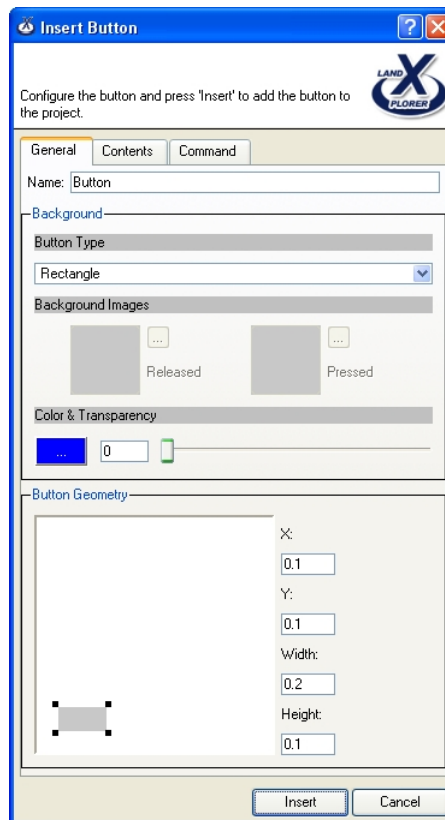 Insert Button
LAND X
PLORER
Configure the button and press 'Insert' to add the button to
the project.
General Contents Command
Name: Button
Background
Button Type
Rectangle
Background Images
... ...
Released Pressed
Color & Transparency
... 0
Button Geometry
X:
0.1
Y:
0.1
Width:
0.2
Height:
0.1
Insert Cancel